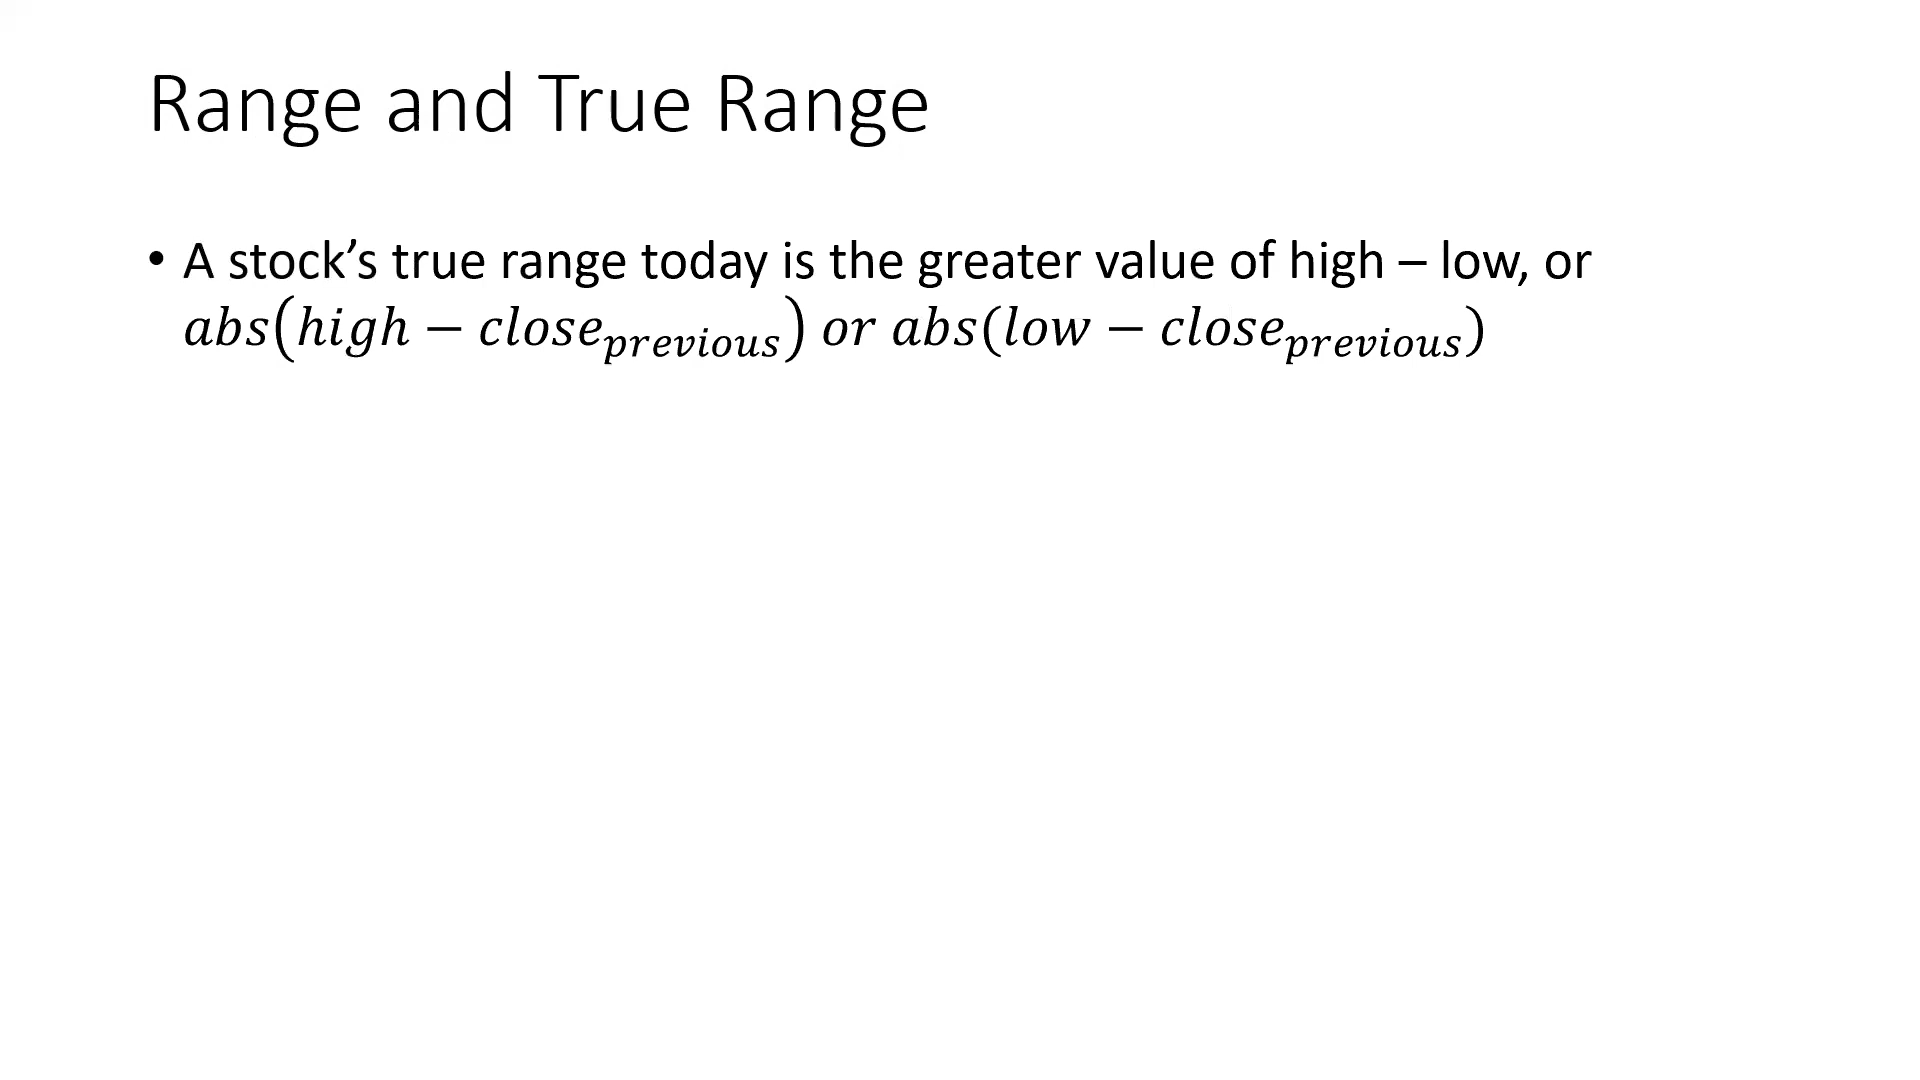 Range and True Range
• A stock’s true range today is the greater value of high – low, or
abs(high − close_previous) or abs(low − close_previous)